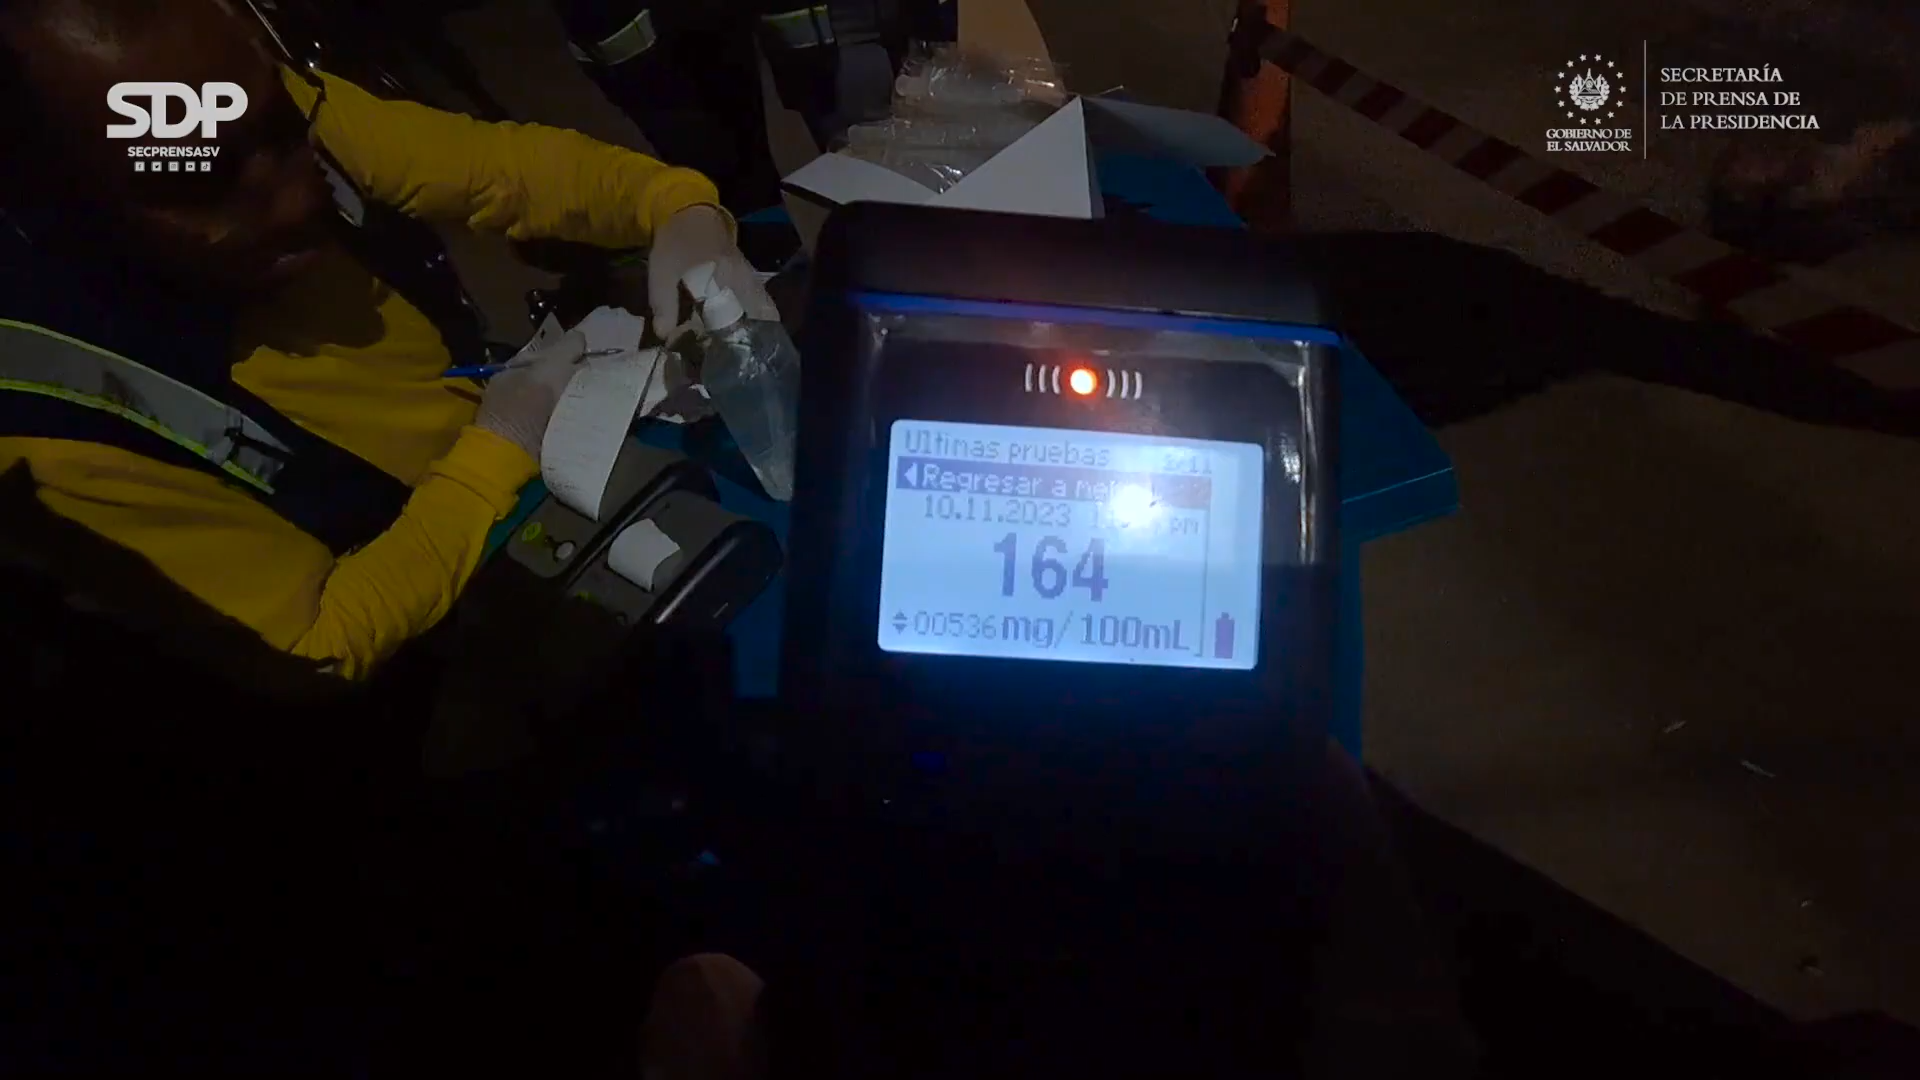 SDP
SECPRENSASV
GOBIERNO DE
EL SALVADOR
SECRETARÍA
DE PRENSA DE
LA PRESIDENCIA
Ultimas pruebas
Regresar a
10.11.2023 pm
164
00536 mg/100mL